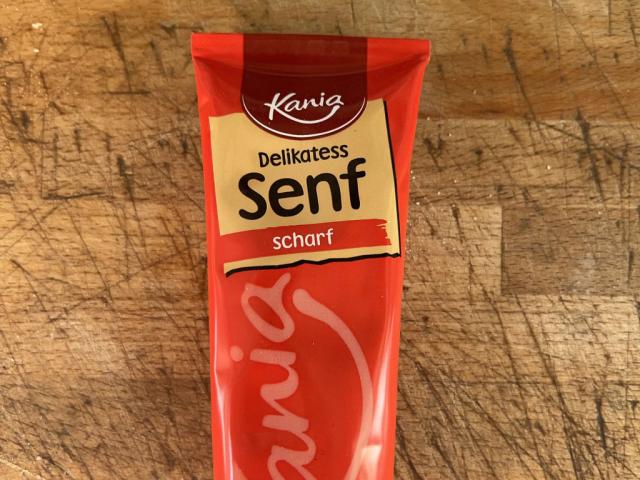 Kania
Delikatess
Senf
scharf
Kania